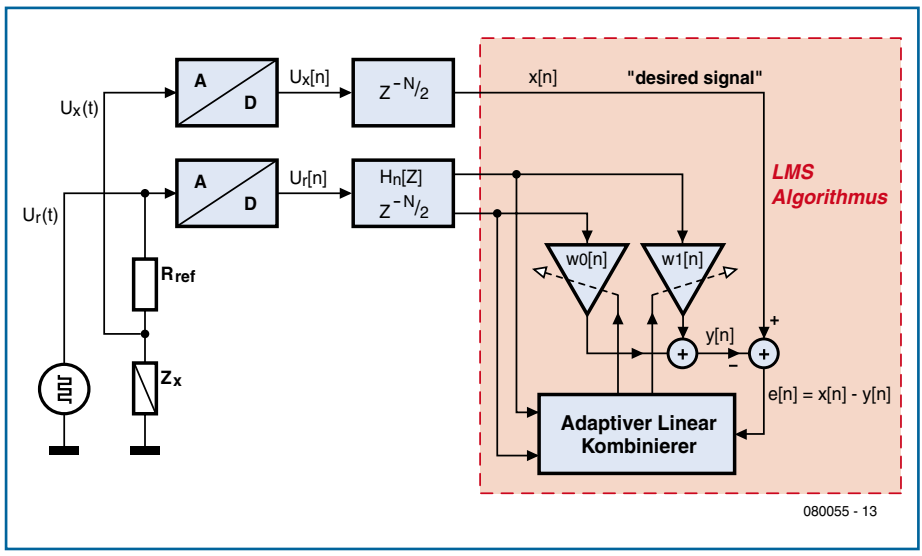 A
D
Ux[n]
Z-N/2
x[n]
"desired signal"
Ux(t)
A
D
Ur[n]
Hn[Z]
Z-N/2
LMS
Algorithmus
Ur(t)
w0[n]
w1[n]
Rref
+
y[n]
+
+
–
Zx
e[n] = x[n] - y[n]
Adaptiver Linear
Kombinierer
080055 - 13